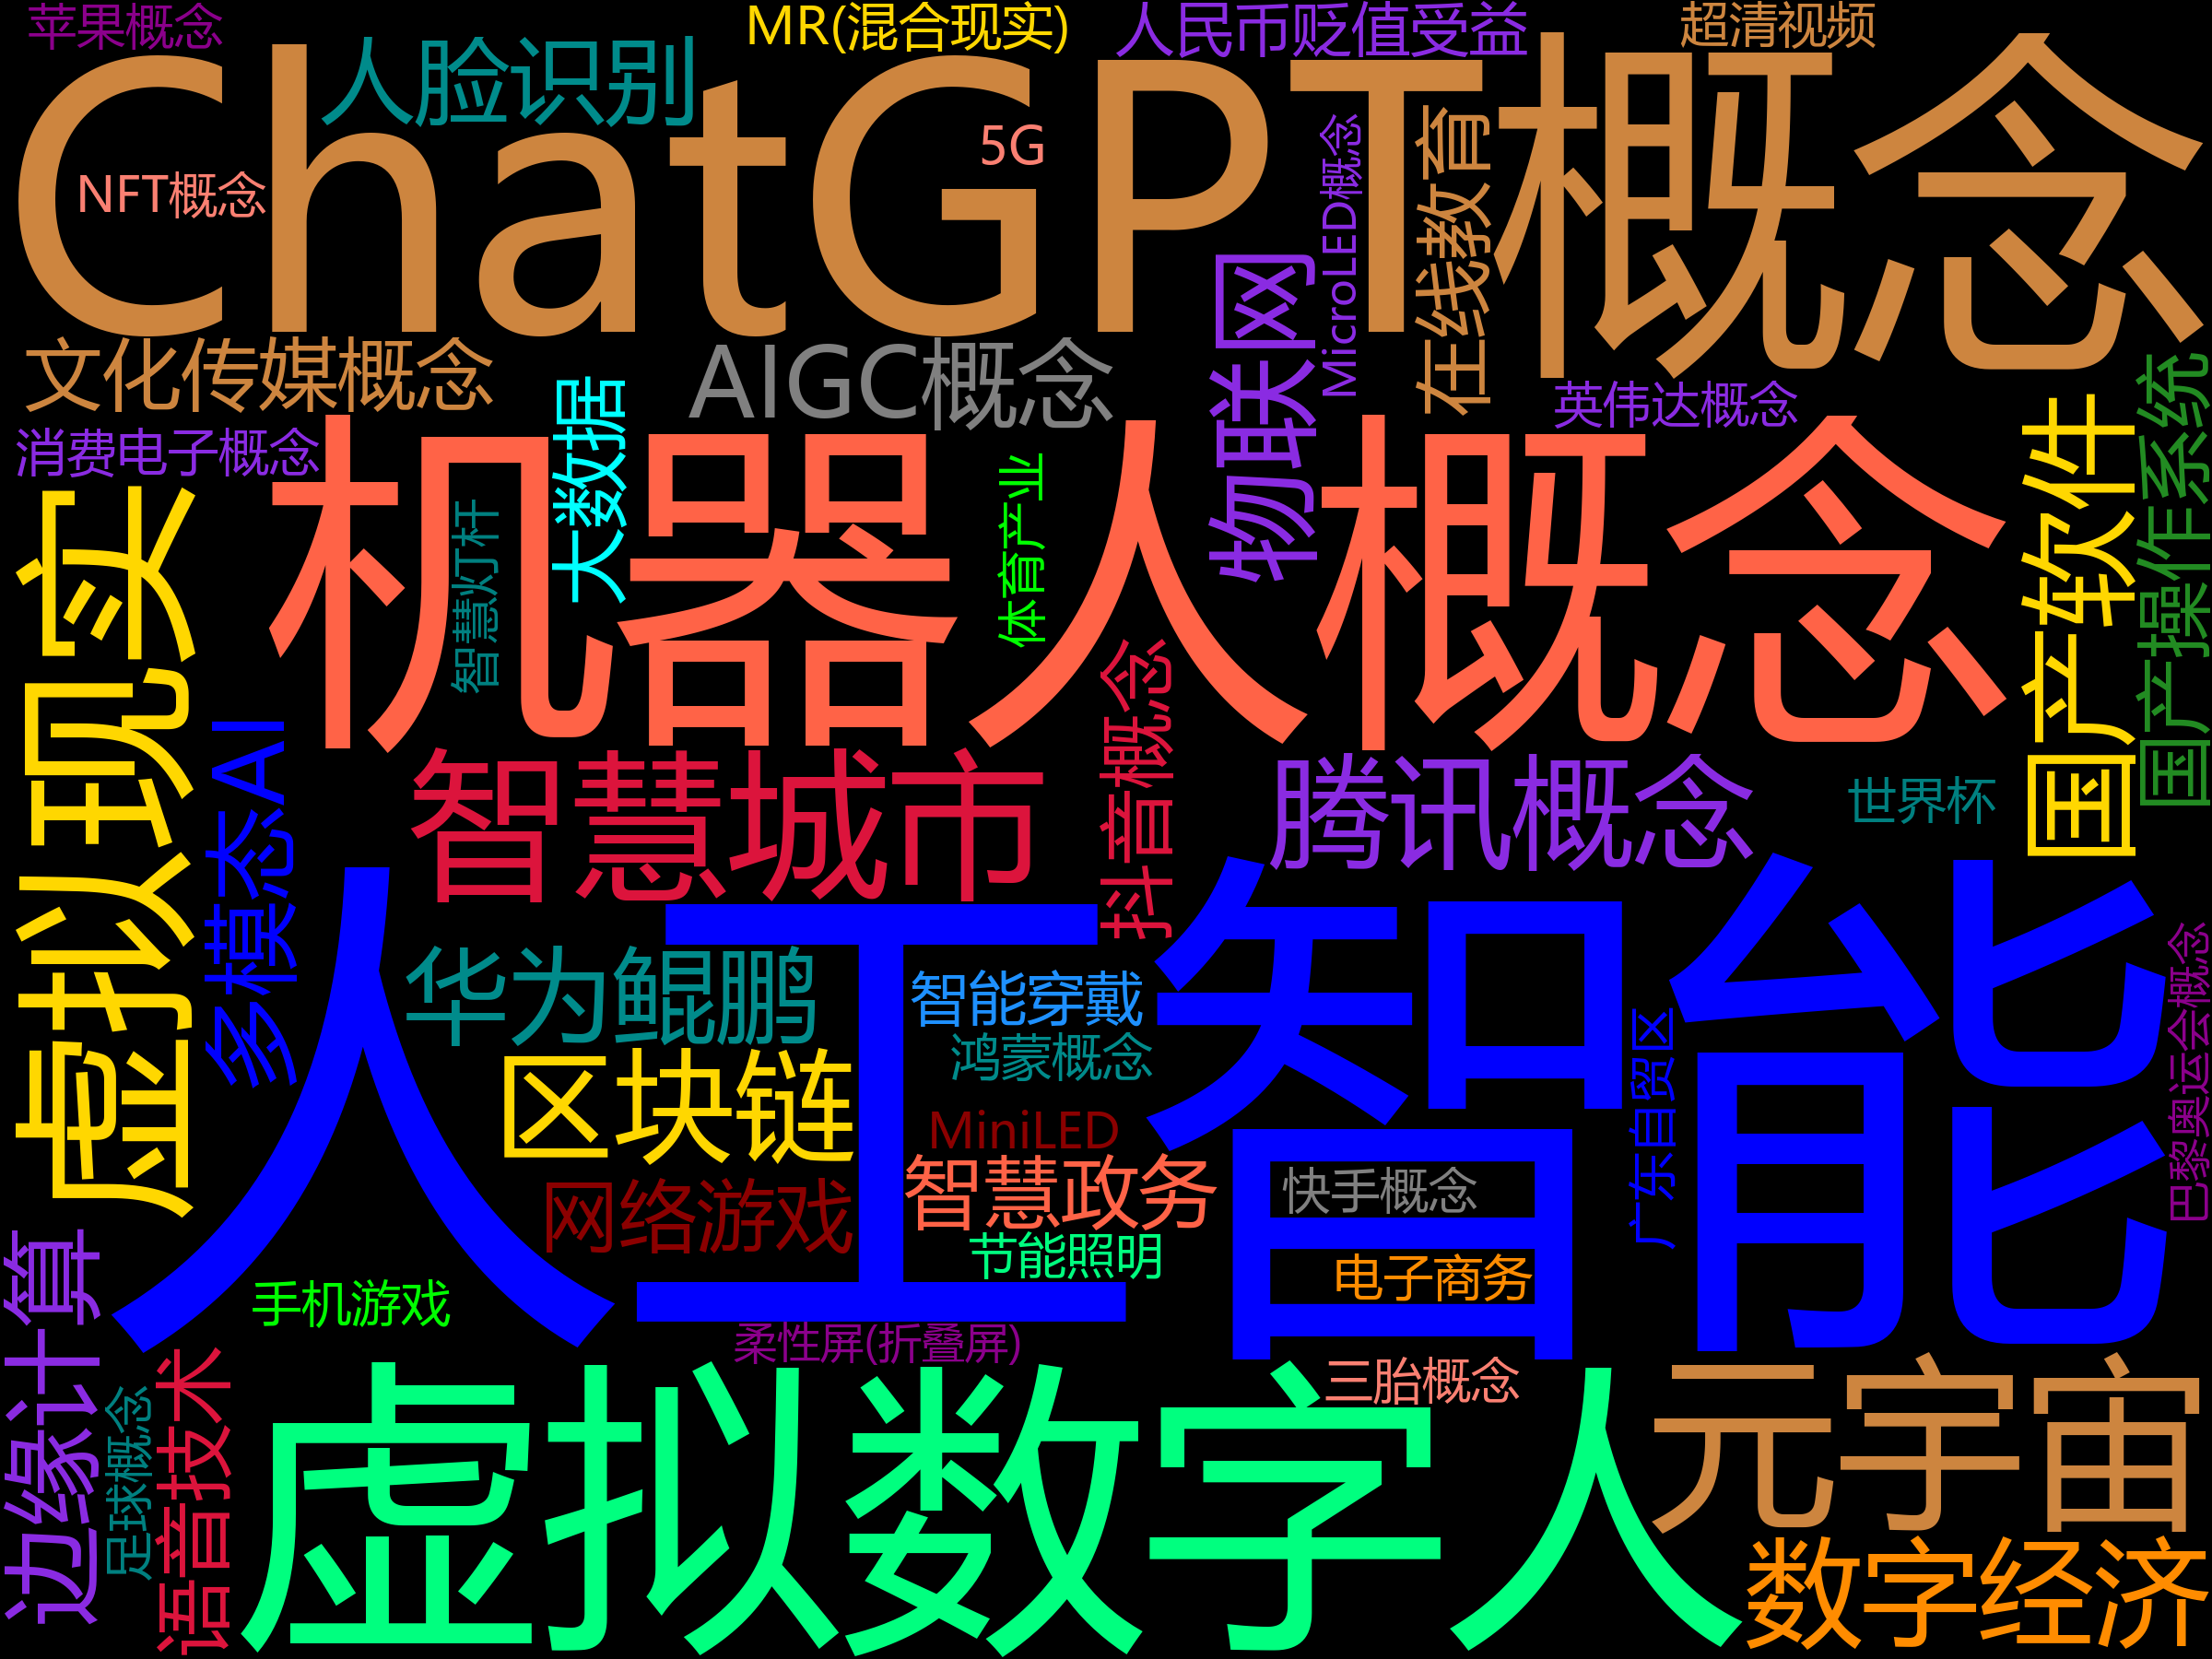 苹果概念
MR(混合现实)
人民币贬值受益
超清视频
ChatGPT概念
人脸识别
5G
NFT概念
MicroLED概念
在线教育
文化传媒概念
AIGC概念
物联网
英伟达概念
消费电子概念
大数据
机器人概念
国产软件
国产操作系统
虚拟现实
智慧灯杆
体育产业
多模态AI
智慧城市
抖音概念
腾讯概念
世界杯
人工智能
华为鲲鹏
智能穿戴
鸿蒙概念
广东自贸区
巴黎奥运会概念
区块链
MiniLED
智慧政务
快手概念
网络游戏
节能照明
电子商务
边缘计算
手机游戏
柔性屏(折叠屏)
三胎概念
语音技术
足球概念
虚拟数字人
元宇宙
数字经济